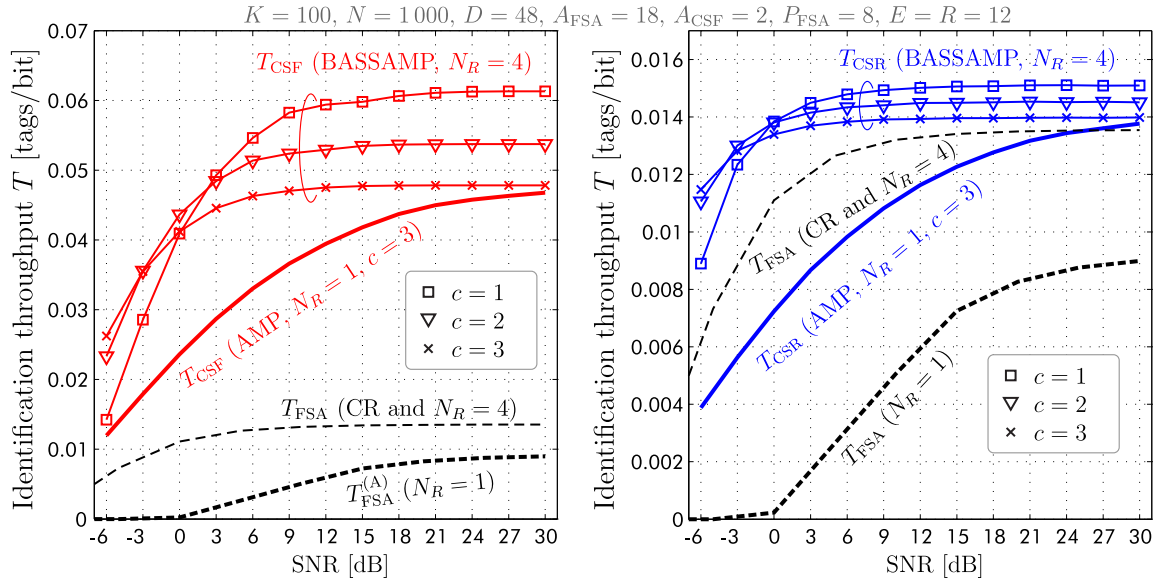 K = 100, N = 1 000, D = 48, A_FSA = 18, A_CSF = 2, P_FSA = 8, E = R = 12
Identification throughput T [tags/bit]
0.07
0.06
0.05
0.04
0.03
0.02
0.01
0
T_CSF (BASSAMP, N_R = 4)
T_CSF (AMP, N_R = 1, c = 3)
c = 1
c = 2
c = 3
T_FSA (CR and N_R = 4)
T_FSA^(A) (N_R = 1)
-6 -3 0 3 6 9 12 15 18 21 24 27 30
SNR [dB]
Identification throughput T [tags/bit]
0.016
0.014
0.012
0.01
0.008
0.006
0.004
0.002
0
T_CSR (BASSAMP, N_R = 4)
T_FSA (CR and N_R = 4)
T_CSR (AMP, N_R = 1, c = 3)
T_FSA (N_R = 1)
c = 1
c = 2
c = 3
-6 -3 0 3 6 9 12 15 18 21 24 27 30
SNR [dB]